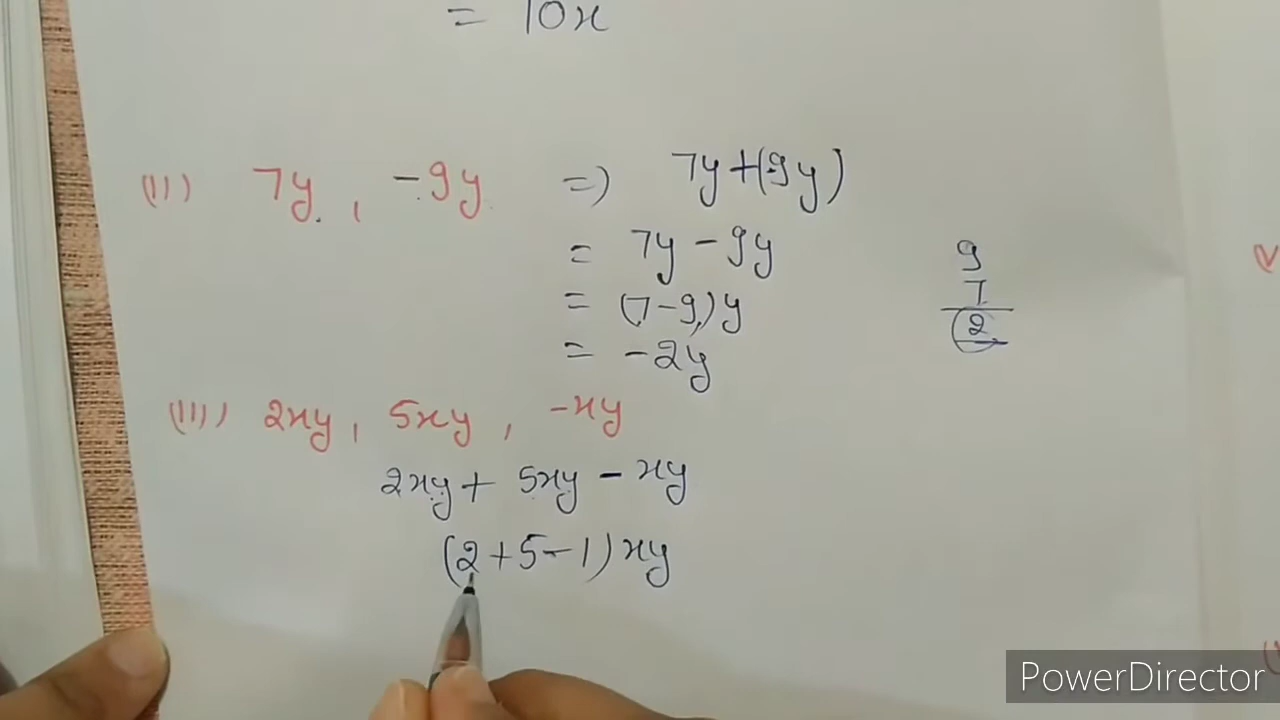 = 10x
(II) 7y, -9y => 7y+(-9y)
= 7y - 9y
= (7-9)y
= -2y
9
7
2
(III) 2xy, 5xy, -xy
2xy + 5xy - xy
(2+5-1)xy
PowerDirector